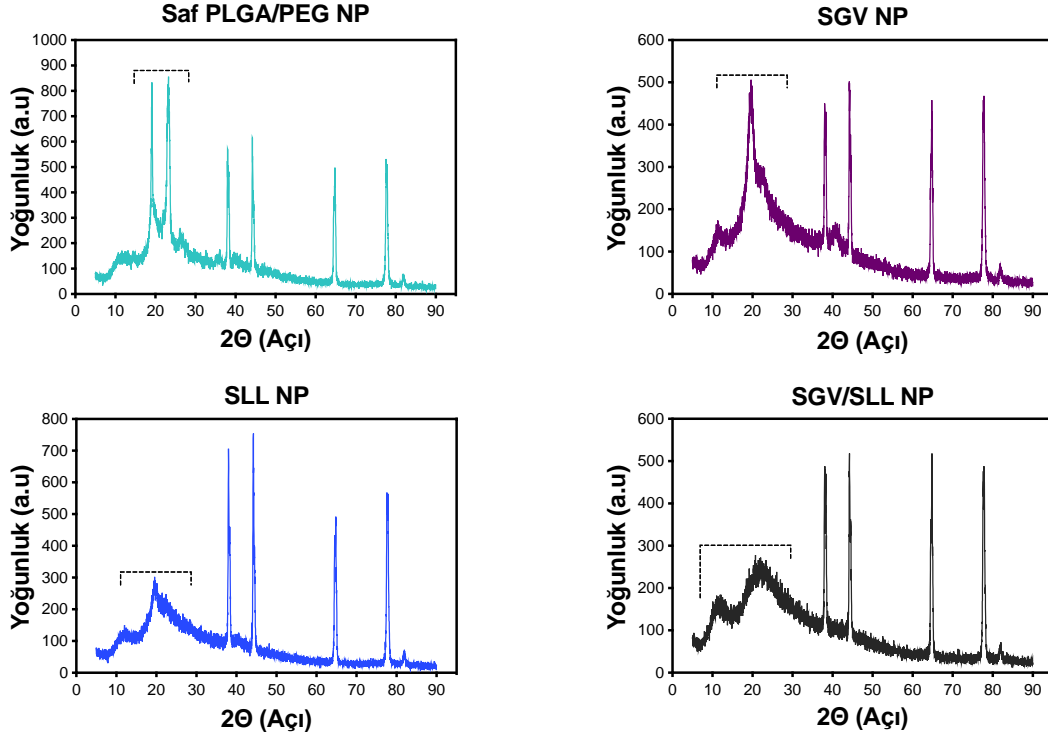 Saf PLGA/PEG NP
Yoğunluk (a.u)
1000
900
800
700
600
500
400
300
200
100
0
0 10 20 30 40 50 60 70 80 90
2Θ (Açı)
SGV NP
Yoğunluk (a.u)
600
500
400
300
200
100
0
0 10 20 30 40 50 60 70 80 90
2Θ (Açı)
SLL NP
Yoğunluk (a.u)
800
700
600
500
400
300
200
100
0
0 10 20 30 40 50 60 70 80 90
2Θ (Açı)
SGV/SLL NP
Yoğunluk (a.u)
600
500
400
300
200
100
0
0 10 20 30 40 50 60 70 80 90
2Θ (Açı)